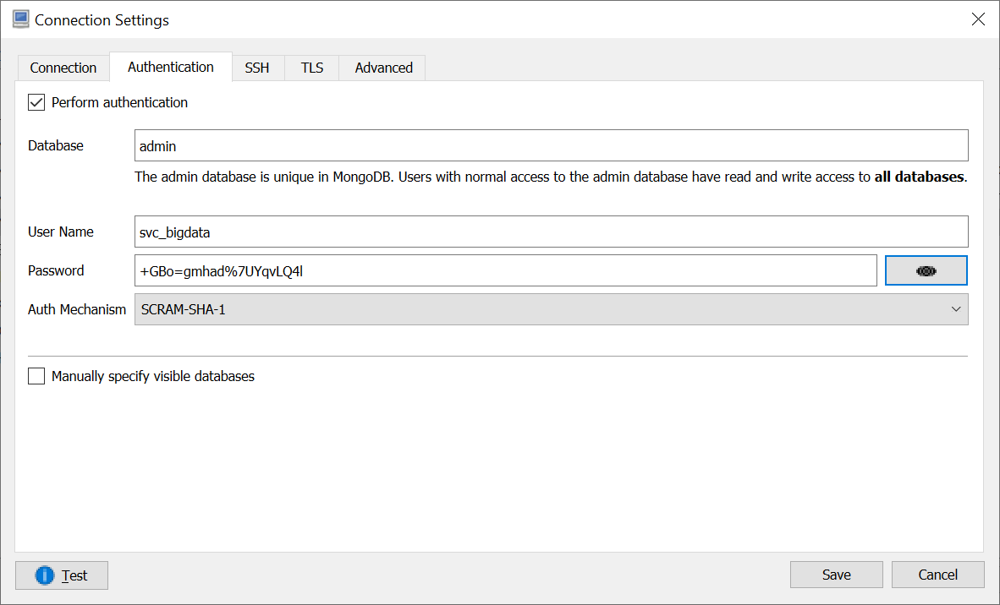 Connection Settings
Connection Authentication SSH TLS Advanced
Perform authentication
Database admin
The admin database is unique in MongoDB. Users with normal access to the admin database have read and write access to all databases.
User Name svc_bigdata
Password +GBo=gmhad%7UYqvLQ4l
Auth Mechanism SCRAM-SHA-1
Manually specify visible databases
Test Save Cancel